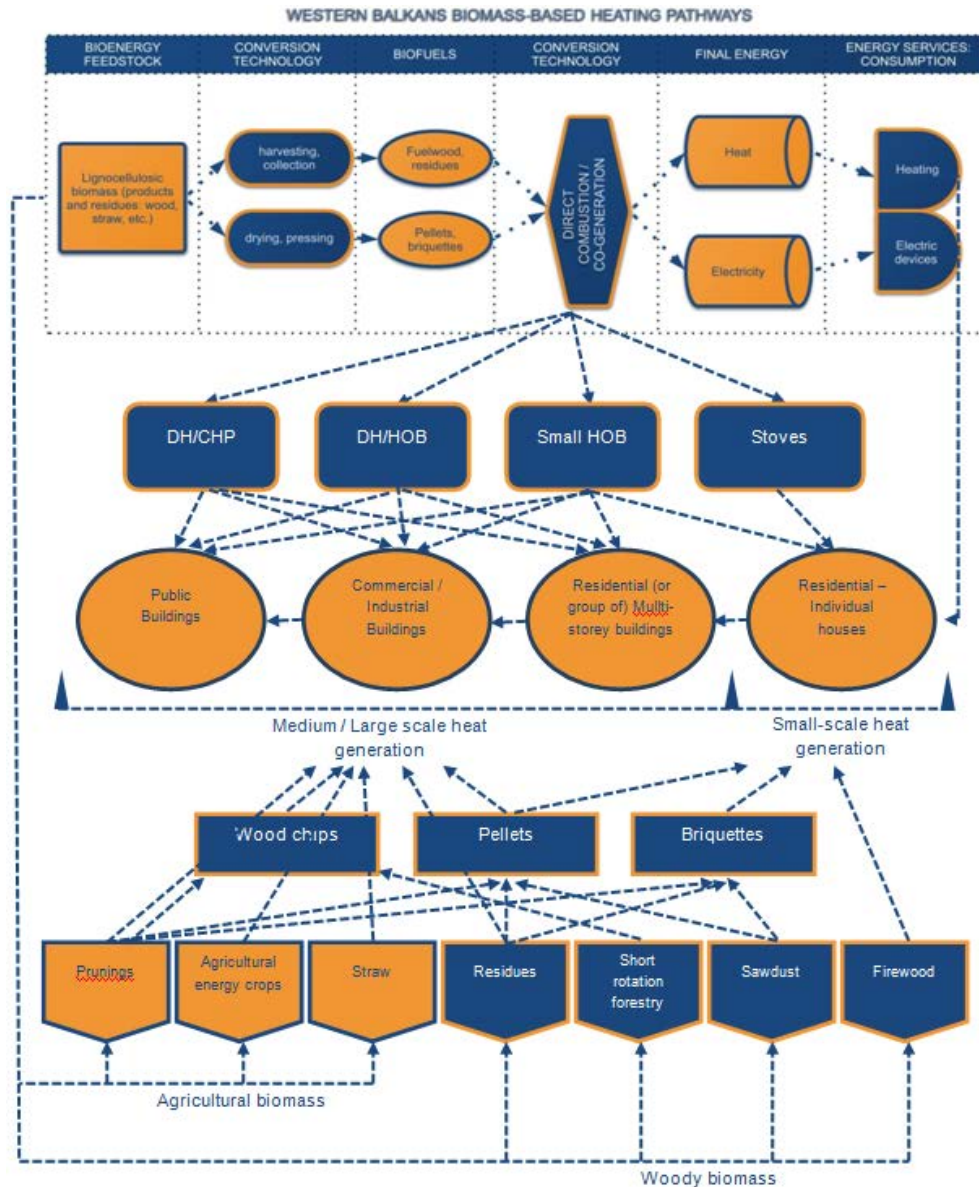 WESTERN BALKANS BIOMASS-BASED HEATING PATHWAYS
BIOENERGY
FEEDSTOCK
CONVERSION
TECHNOLOGY
BIOFUELS
CONVERSION
TECHNOLOGY
FINAL ENERGY
ENERGY SERVICES:
CONSUMPTION
Lignocellulosic
biomass (products
and residues: wood,
straw, etc.)
harvesting,
collection
drying, pressing
Fuelwood,
residues
Pellets,
briquettes
DIRECT
COMBUSTION /
CO-GENERATION
Heat
Electricity
Heating
Electric
devices
DH/CHP
DH/HOB
Small HOB
Stoves
Public
Buildings
Commercial /
Industrial
Buildings
Residential (or
group of) Mullti-
storey buildings
Residential –
Individual
houses
Medium / Large scale heat
generation
Small-scale heat
generation
Wood chips
Pellets
Briquettes
Prunings
Agricultural
energy crops
Straw
Residues
Short
rotation
forestry
Sawdust
Firewood
Agricultural biomass
Woody biomass